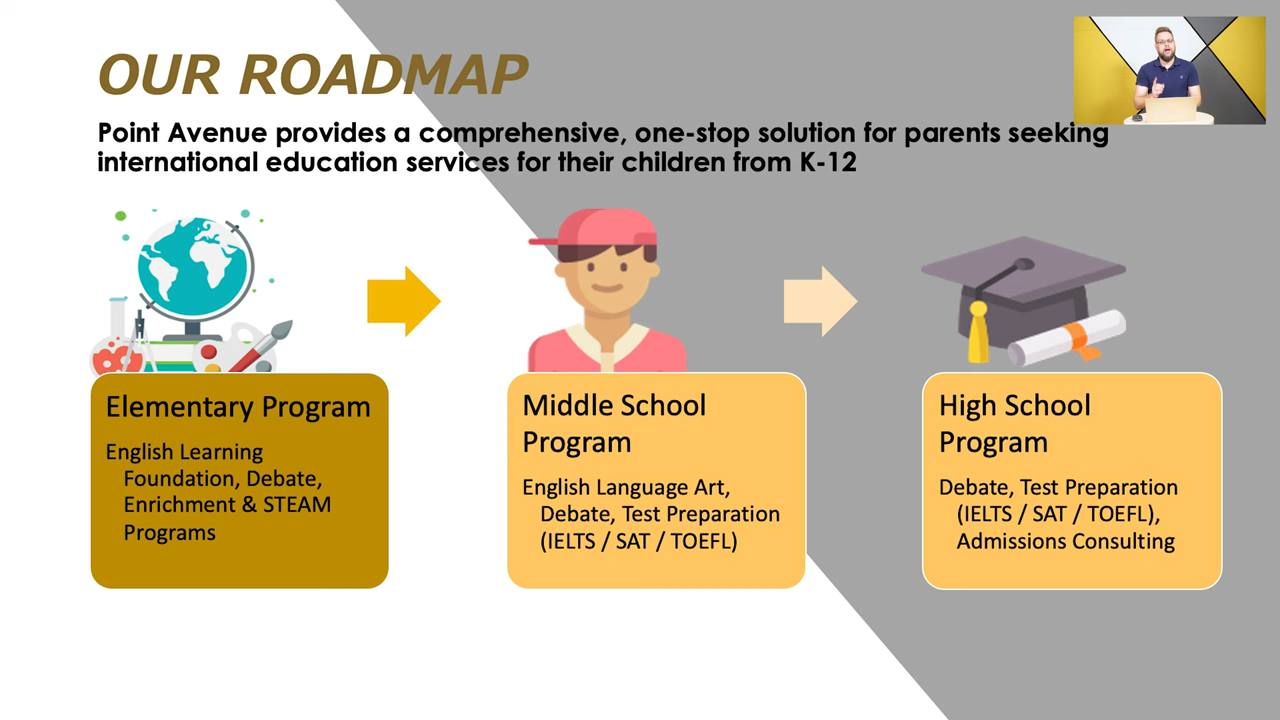 OUR ROADMAP
Point Avenue provides a comprehensive, one-stop solution for parents seeking
international education services for their children from K-12
Elementary Program
English Learning
Foundation, Debate,
Enrichment & STEAM
Programs
Middle School
Program
English Language Art,
Debate, Test Preparation
(IELTS / SAT / TOEFL)
High School
Program
Debate, Test Preparation
(IELTS / SAT / TOEFL),
Admissions Consulting